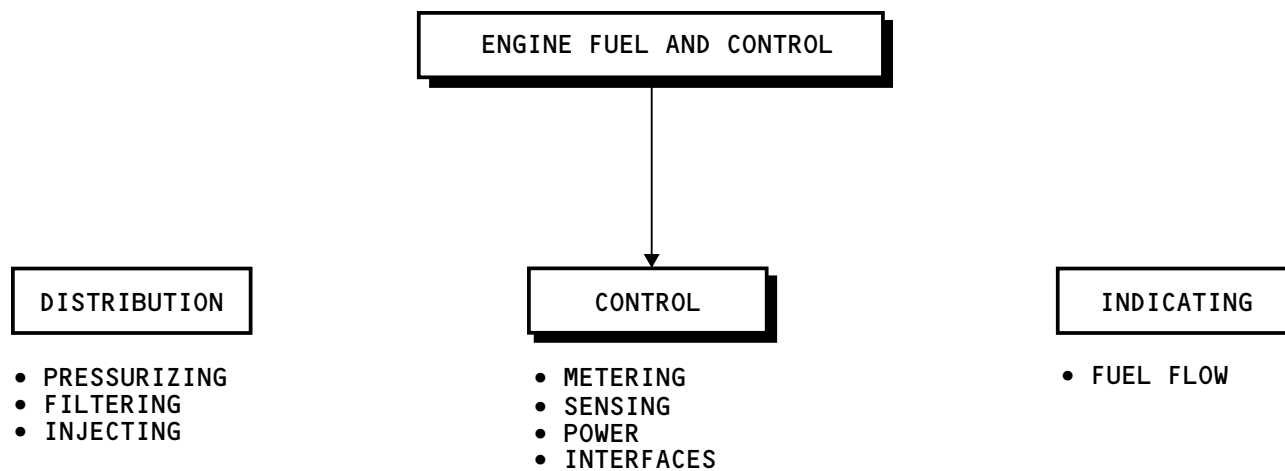 ENGINE FUEL AND CONTROL
DISTRIBUTION
• PRESSURIZING
• FILTERING
• INJECTING
CONTROL
• METERING
• SENSING
• POWER
• INTERFACES
INDICATING
• FUEL FLOW